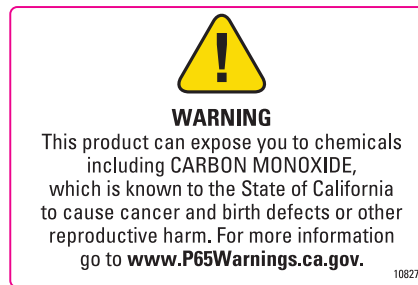 WARNING
This product can expose you to chemicals
including CARBON MONOXIDE,
which is known to the State of California
to cause cancer and birth defects or other
reproductive harm. For more information
go to www.P65Warnings.ca.gov.
10827